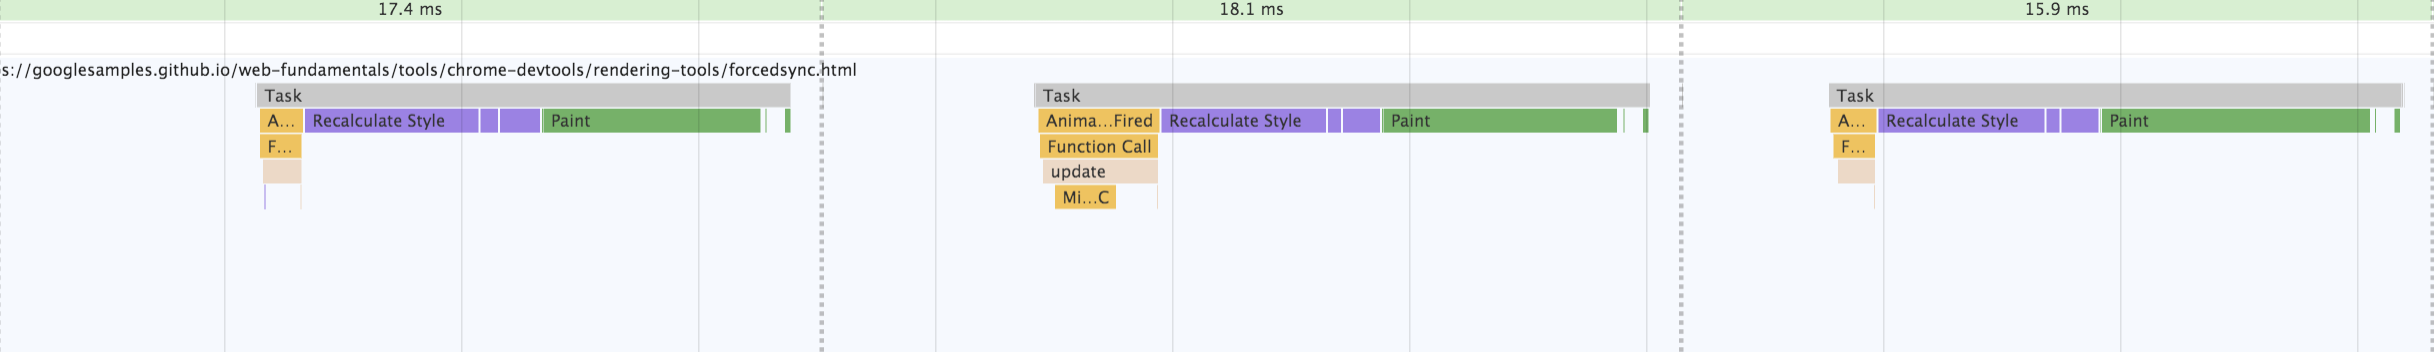 17.4 ms 18.1 ms 15.9 ms
s://googlesamples.github.io/web-fundamentals/tools/chrome-devtools/rendering-tools/forcedsync.html
Task Task Task
A... Recalculate Style Paint Anima...Fired Recalculate Style Paint A... Recalculate Style Paint
F... Function Call F...
update
Mi...C